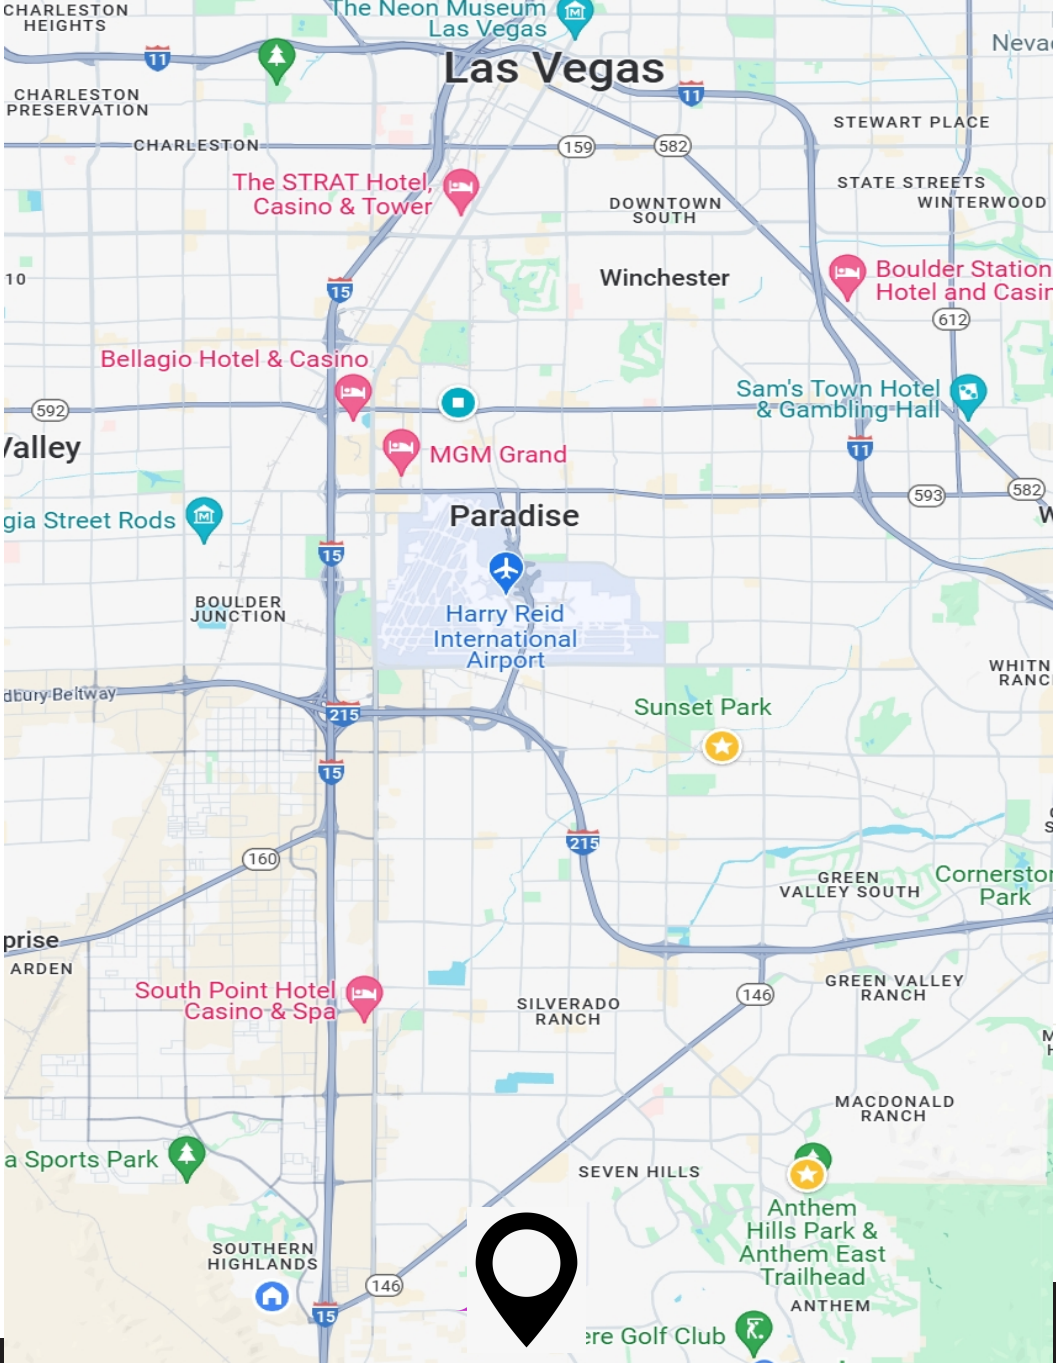 CHARLESTON
HEIGHTS
The Neon Museum
Las Vegas
11
Las Vegas
Nevac
CHARLESTON
PRESERVATION
11
STEWART PLACE
CHARLESTON
159
582
The STRAT Hotel,
Casino & Tower
DOWNTOWN
SOUTH
STATE STREETS
WINTERWOOD
10
Winchester
Boulder Station
Hotel and Casin
15
612
Bellagio Hotel & Casino
Sam's Town Hotel
& Gambling Hall
592
Valley
MGM Grand
11
593
582
gia Street Rods
Paradise
W
15
BOULDER
JUNCTION
Harry Reid
International
Airport
WHITN
RANC
dbury Beltway
215
Sunset Park
15
215
160
GREEN
VALLEY SOUTH
Cornerstor
Park
prise
ARDEN
South Point Hotel
Casino & Spa
SILVERADO
RANCH
146
GREEN VALLEY
RANCH
MACDONALD
RANCH
a Sports Park
SEVEN HILLS
Anthem
Hills Park &
Anthem East
Trailhead
SOUTHERN
HIGHLANDS
146
15
ANTHEM
ere Golf Club